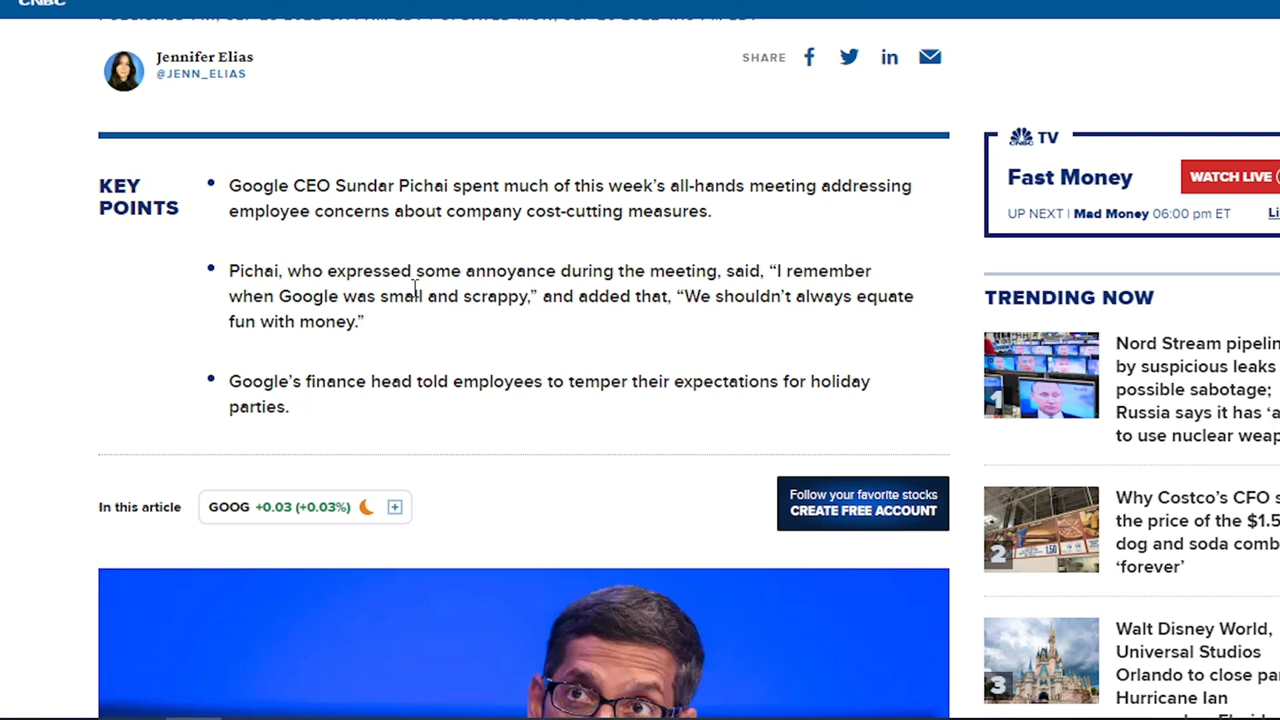 Jennifer Elias
@JENN_ELIAS
SHARE
KEY
POINTS
Google CEO Sundar Pichai spent much of this week’s all-hands meeting addressing
employee concerns about company cost-cutting measures.
Pichai, who expressed some annoyance during the meeting, said, “I remember
when Google was small and scrappy,” and added that, “We shouldn’t always equate
fun with money.”
Google’s finance head told employees to temper their expectations for holiday
parties.
In this article
GOOG +0.03 (+0.03%)
Follow your favorite stocks
CREATE FREE ACCOUNT
CNBC TV
Fast Money
WATCH LIVE
UP NEXT | Mad Money 06:00 pm ET
TRENDING NOW
1
Nord Stream
by suspicious leaks
possible sabotage;
Russia says it has
to use nuclear
2
Why Costco’s CFO
the price of the
dog and soda
‘forever’
3
Walt Disney World,
Universal Studios
Orlando to close
Hurricane Ian